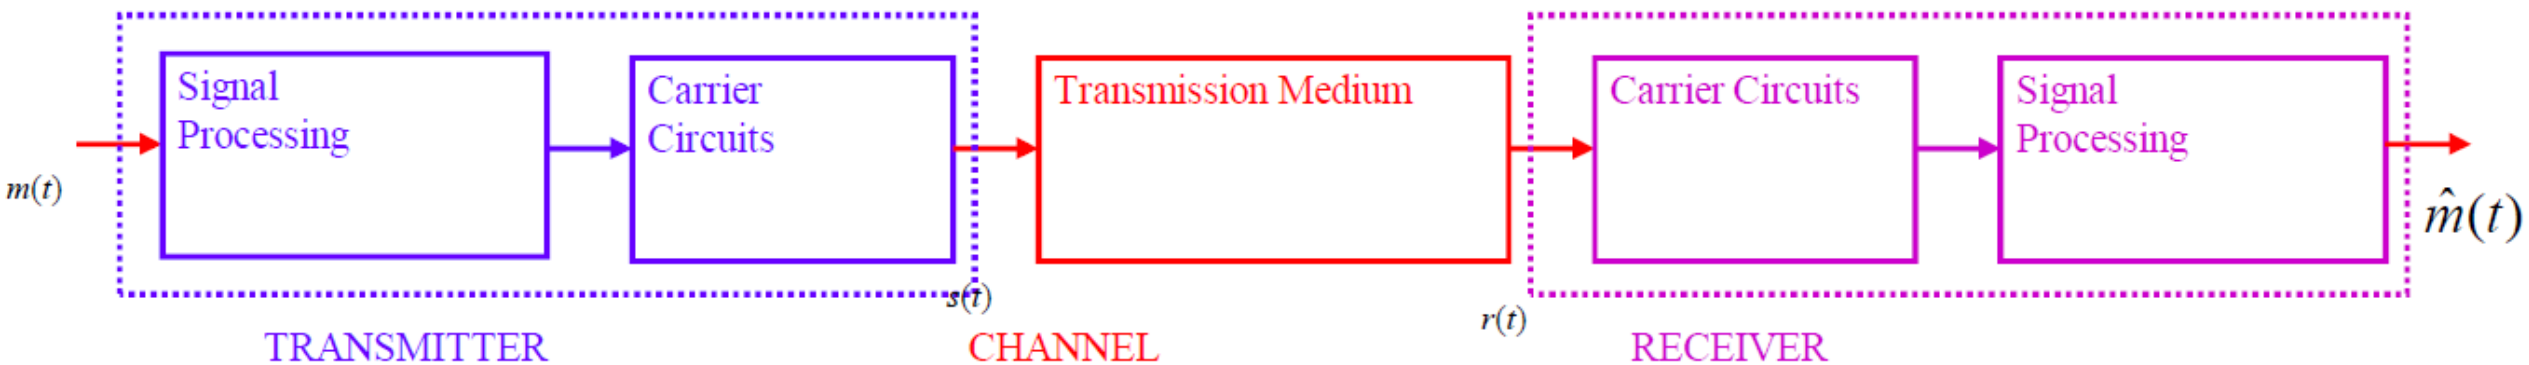 Signal
Processing
Carrier
Circuits
Transmission Medium
Carrier Circuits
Signal
Processing
m(t)
m̂(t)
s(t)
r(t)
TRANSMITTER
CHANNEL
RECEIVER